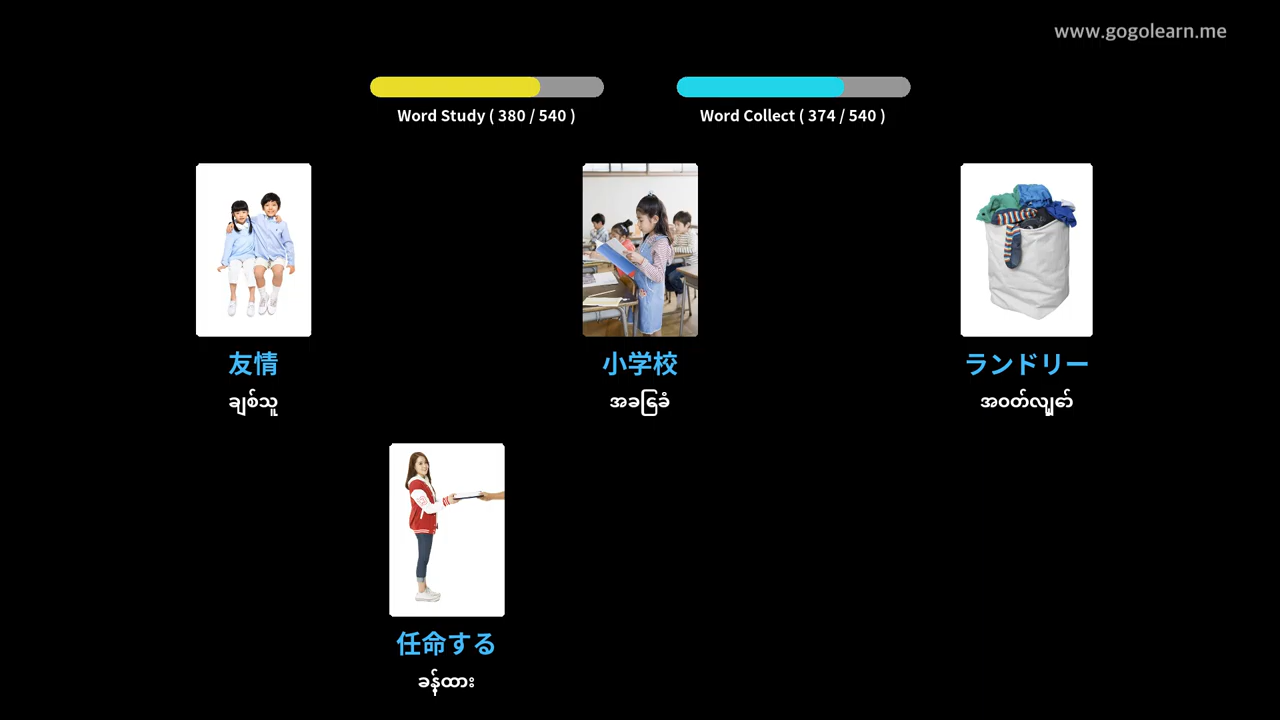 www.gogolearn.me
Word Study ( 380 / 540 )
Word Collect ( 374 / 540 )
友情
ချစ်သူ
小学校
အခြေခံ
ランドリー
အဝတ်လျှော်
任命する
ခန့်ထား